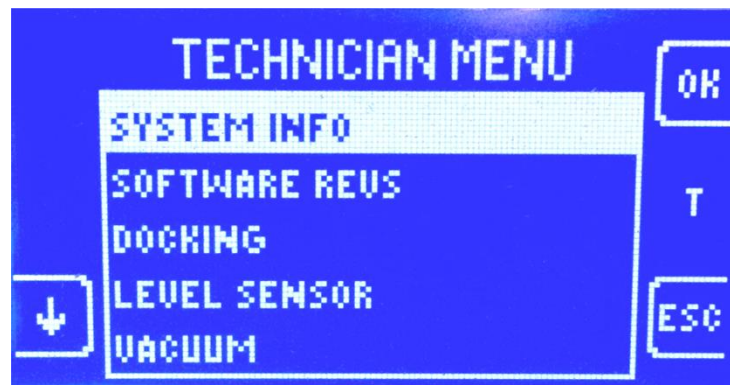 TECHNICIAN MENU
OK
SYSTEM INFO
SOFTWARE REVS
T
DOCKING
LEVEL SENSOR
ESC
VACUUM